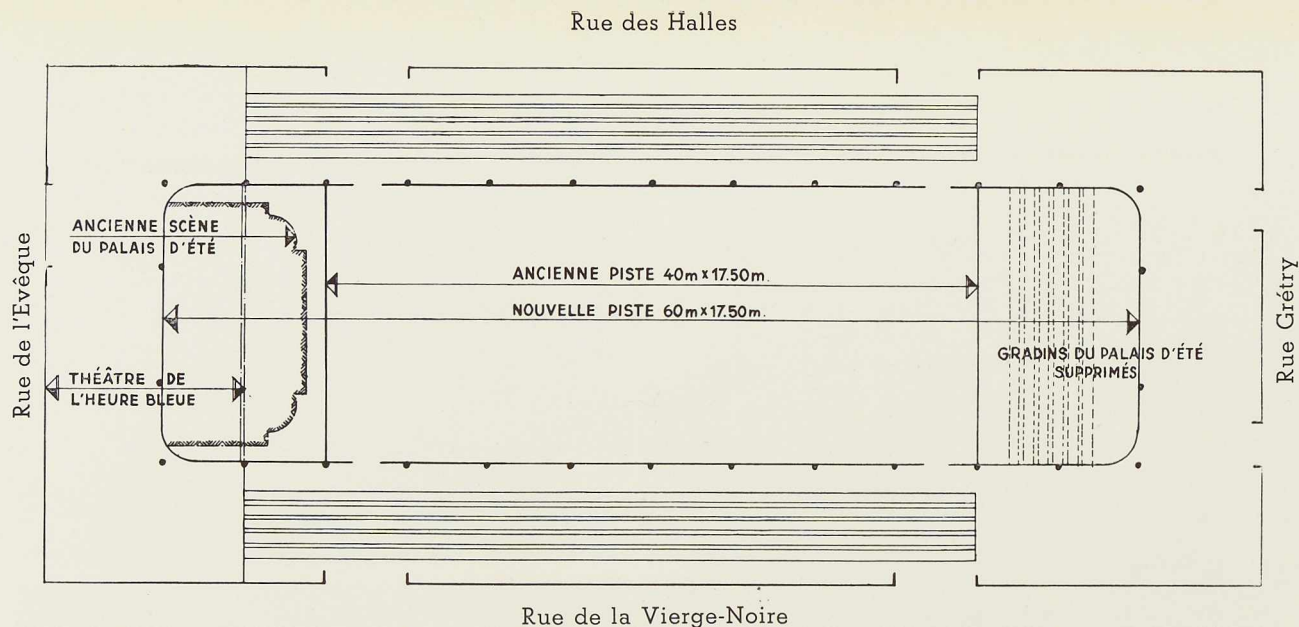 Rue des Halles
Rue de l'Evêque
ANCIENNE SCÈNE
DU PALAIS D'ÉTÉ
ANCIENNE PISTE 40m x 17.50m.
NOUVELLE PISTE 60m x 17.50m.
THÉÂTRE DE
L'HEURE BLEUE
GRADINS DU PALAIS D'ÉTÉ
SUPPRIMÉS
Rue Grétry
Rue de la Vierge-Noire